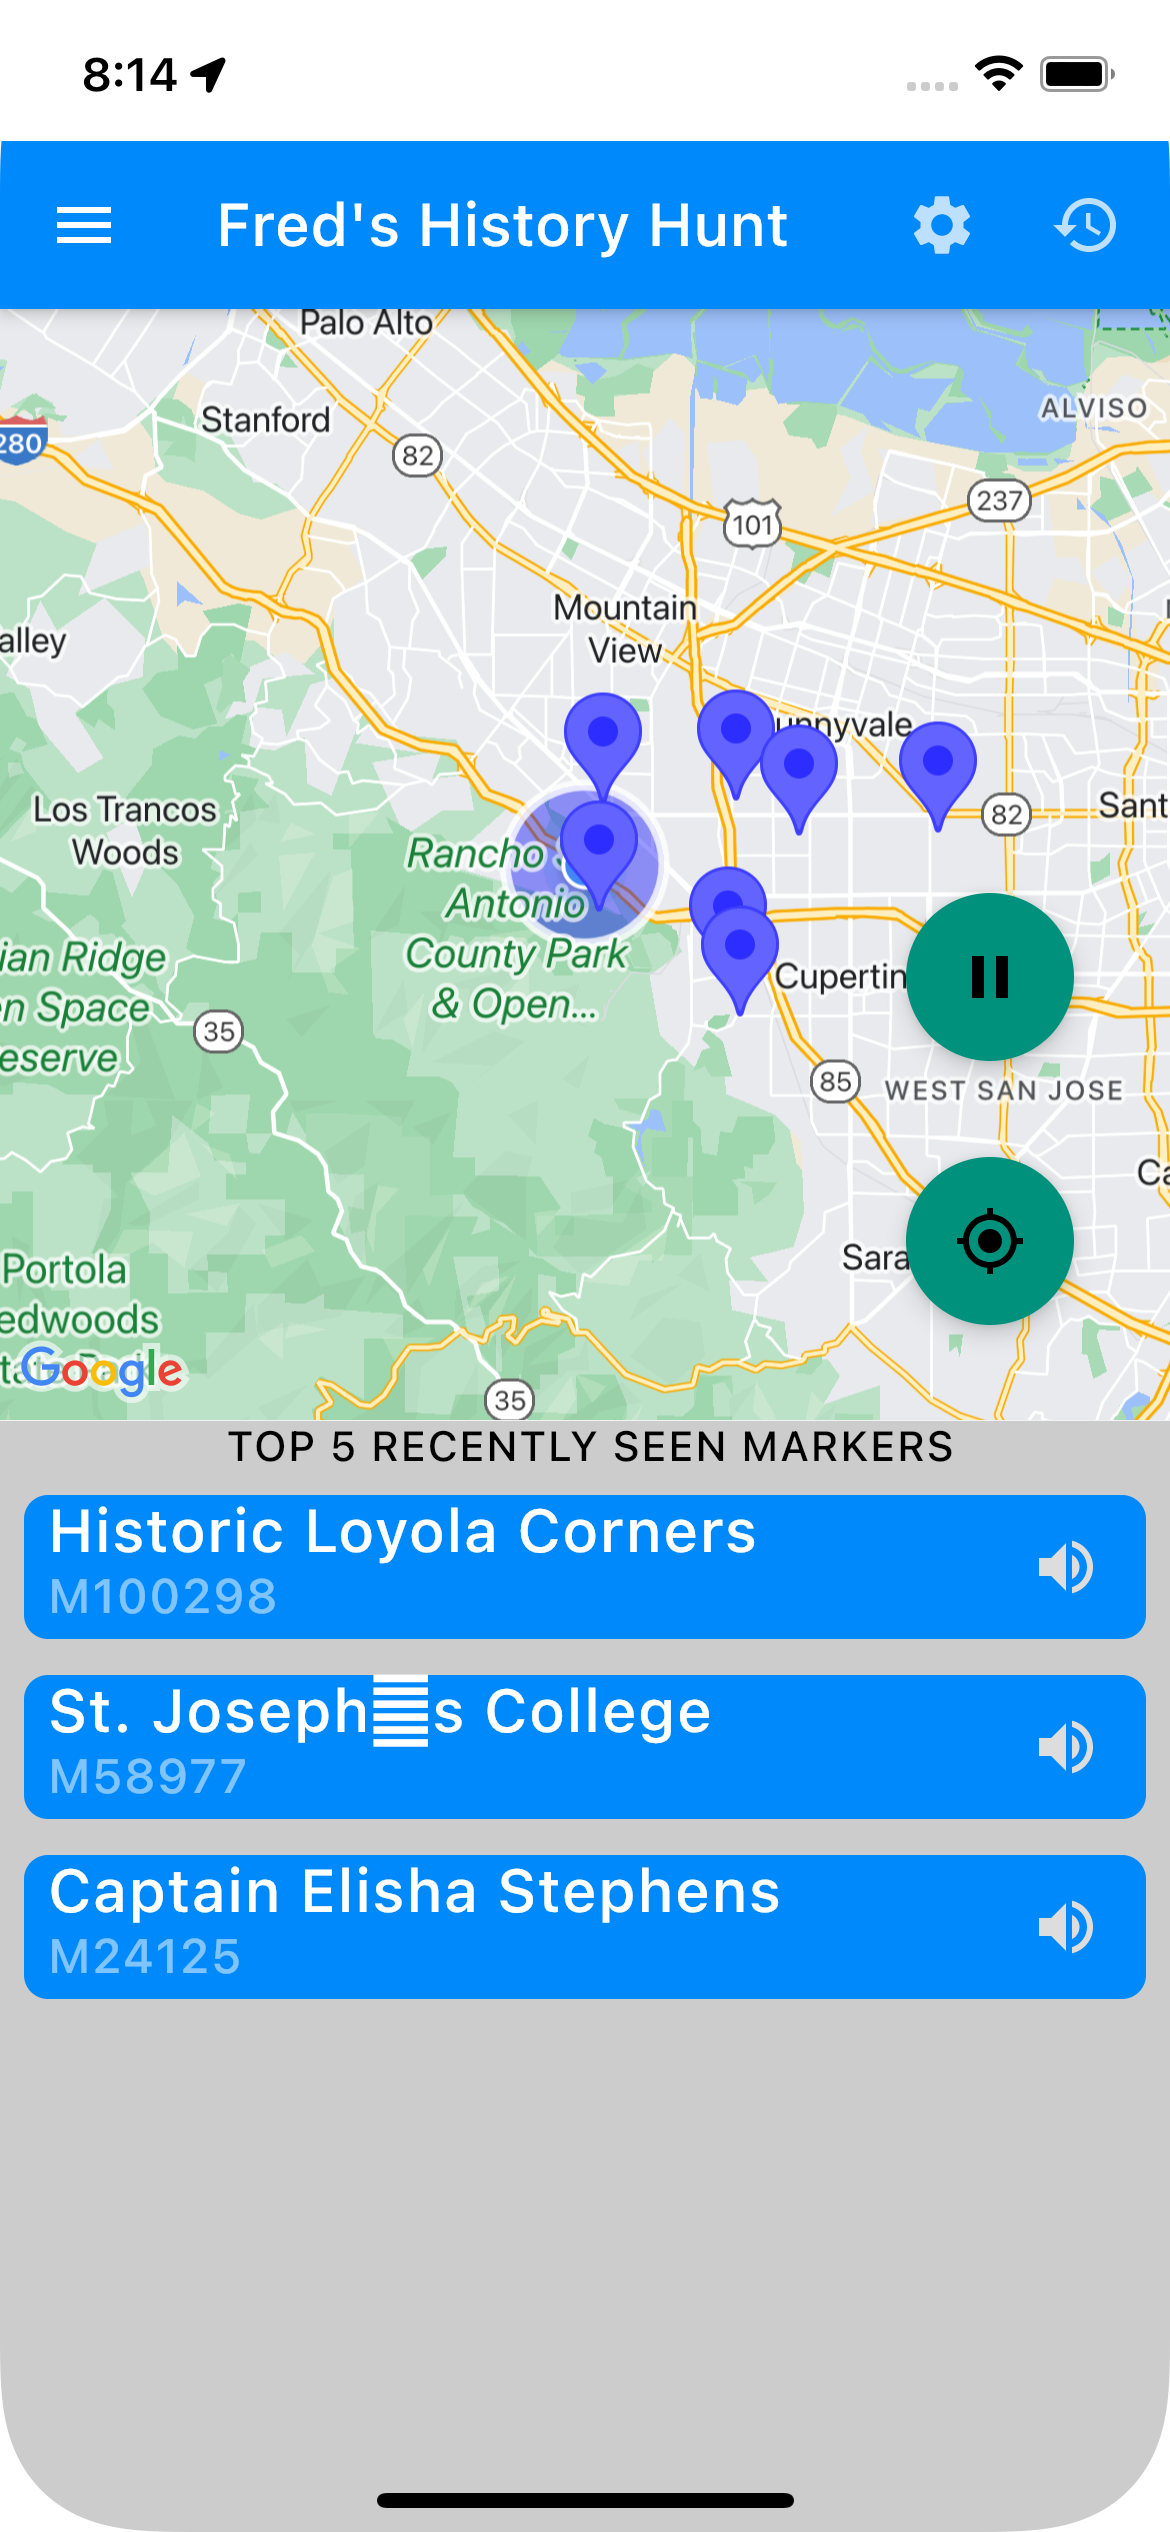 8:14
Fred's History Hunt
Palo Alto
Stanford
ALVISO
280
82
237
101
Mountain
View
alley
unnyvale
Los Trancos
Woods
82
Sant
Rancho
Antonio
County Park
& Open...
ian Ridge
n Space
eserve
Cupertin
35
85
WEST SAN JOSE
Ca
Sara
Portola
edwoods
Google
35
TOP 5 RECENTLY SEEN MARKERS
Historic Loyola Corners
M100298
St. Joseph s College
M58977
Captain Elisha Stephens
M24125